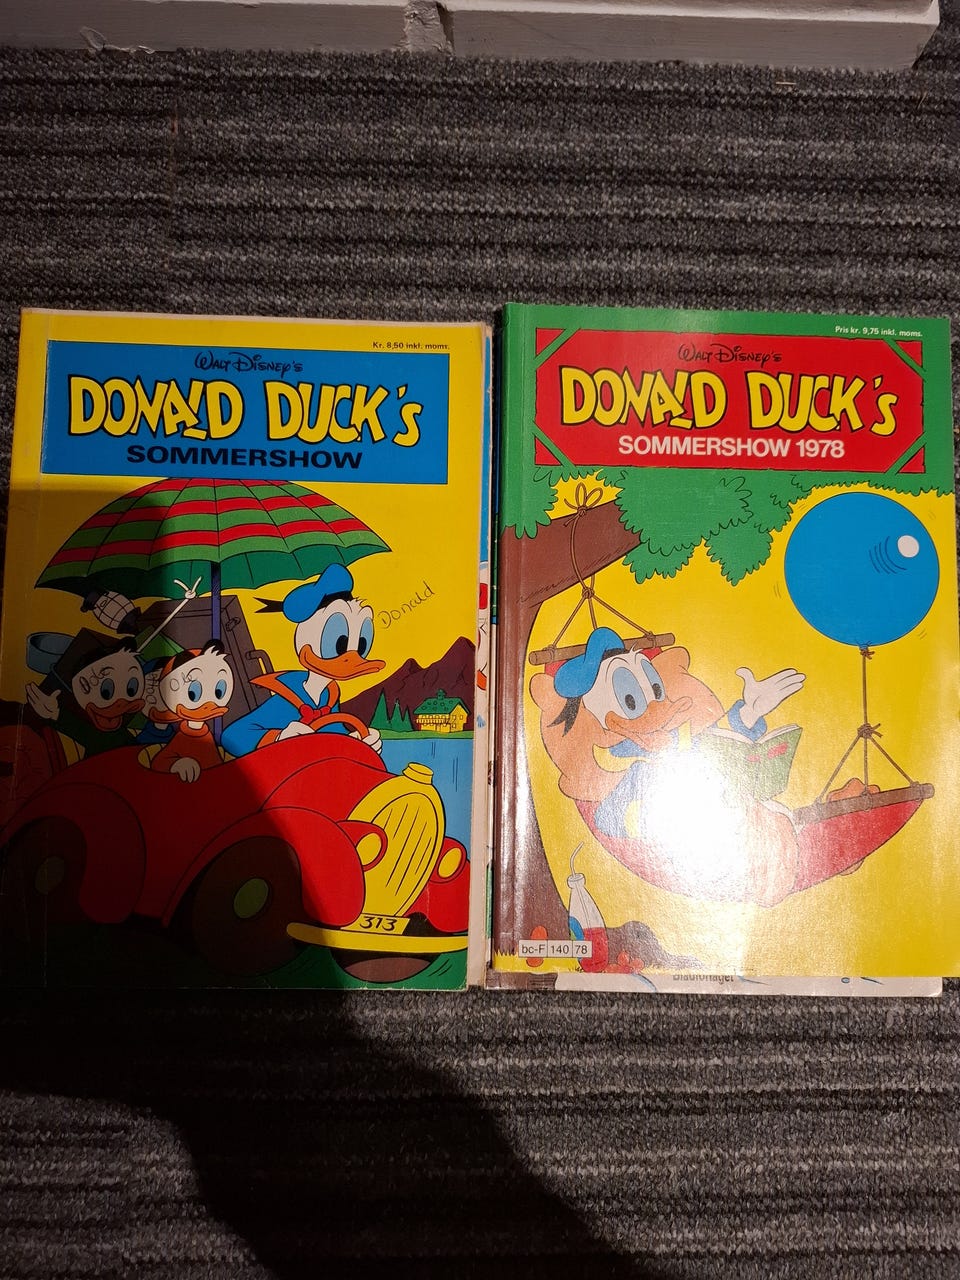 Kr. 8,50 inkl. moms.
WALT DISNEY'S
DONALD DUCK's
SOMMERSHOW
Donald
Ole
313
Pris kr. 9,75 inkl. moms.
WALT DISNEY'S
DONALD DUCK's
SOMMERSHOW 1978
bc-F 140 78